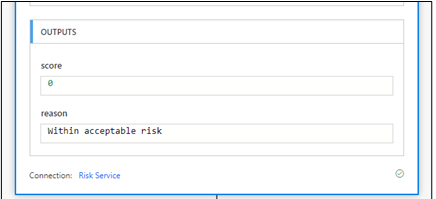 OUTPUTS
score
0
reason
Within acceptable risk
Connection: Risk Service